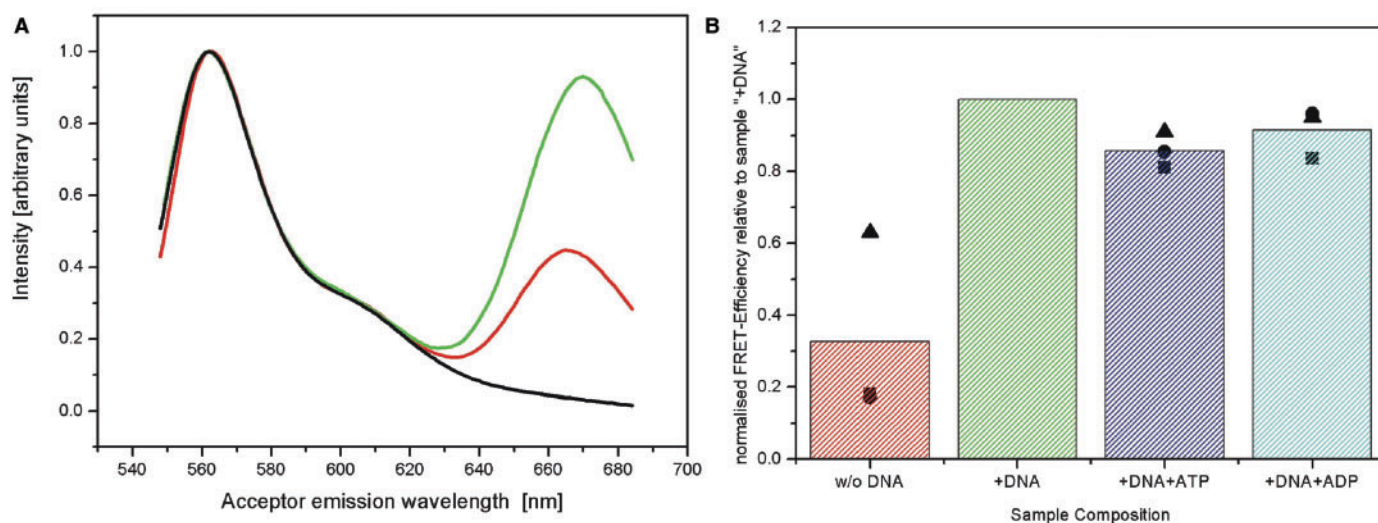 A
Intensity [arbitrary units]
1.0
0.8
0.6
0.4
0.2
0.0
540 560 580 600 620 640 660 680 700
Acceptor emission wavelength [nm]
B
normalised FRET-Efficiency relative to sample "+DNA"
1.2
1.0
0.8
0.6
0.4
0.2
0.0
w/o DNA +DNA +DNA+ATP +DNA+ADP
Sample Composition